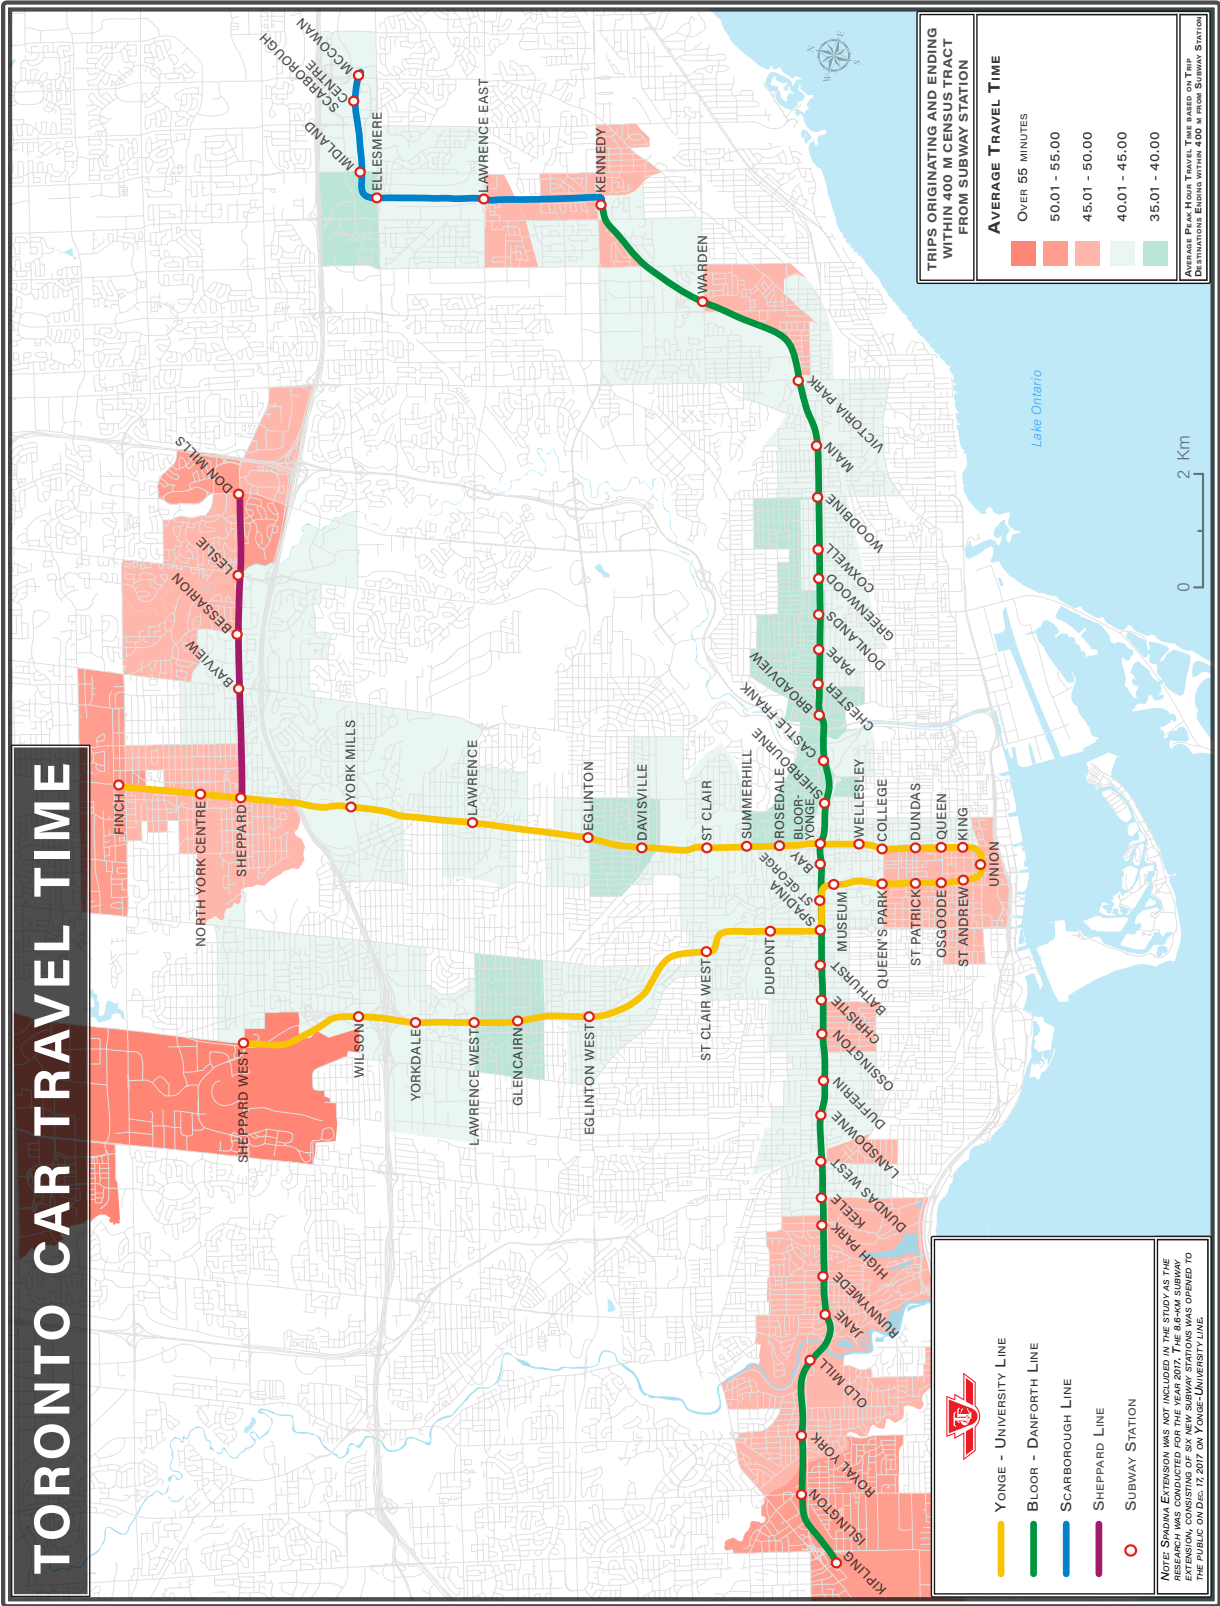 TORONTO CAR TRAVEL TIME
FINCH
NORTH YORK CENTRE
SHEPPARD
YORK MILLS
LAWRENCE
EGLINTON
DAVISVILLE
ST CLAIR
SUMMERHILL
ROSEDALE
BLOOR-
YONGE
WELLESLEY
COLLEGE
DUNDAS
QUEEN
KING
UNION
ST ANDREW
OSGOODE
ST PATRICK
QUEEN'S PARK
MUSEUM
ST GEORGE
SPADINA
DUPONT
ST CLAIR WEST
EGLINTON WEST
GLENCAIRN
LAWRENCE WEST
YORKDALE
WILSON
SHEPPARD WEST
BAYVIEW
BESSARION
LESLIE
DON MILLS
KIPLING
ISLINGTON
ROYAL YORK
OLD MILL
JANE
RUNNYMEDE
HIGH PARK
KEELE
DUNDAS WEST
LANSDOWNE
DUFFERIN
OSSINGTON
CHRISTIE
BATHURST
BAY
SHERBOURNE
CASTLE FRANK
BROADVIEW
CHESTER
PAPE
DONLANDS
GREENWOOD
COXWELL
WOODBINE
MAIN
VICTORIA PARK
WARDEN
KENNEDY
LAWRENCE EAST
ELLESMERE
MIDLAND
SCARBOROUGH
CENTRE
MCCOWAN
Lake Ontario
0 2 Km
N
E
S
W
TRIPS ORIGINATING AND ENDING
WITHIN 400 M CENSUS TRACT
FROM SUBWAY STATION
AVERAGE TRAVEL TIME
OVER 55 MINUTES
50.01 - 55.00
45.01 - 50.00
40.01 - 45.00
35.01 - 40.00
AVERAGE PEAK HOUR TRAVEL TIME BASED ON TRIP
DESTINATIONS ENDING WITHIN 400 M FROM SUBWAY STATION
TTC
YONGE - UNIVERSITY LINE
BLOOR - DANFORTH LINE
SCARBOROUGH LINE
SHEPPARD LINE
SUBWAY STATION
NOTE: SPADINA EXTENSION WAS NOT INCLUDED IN THE STUDY AS THE
RESEARCH WAS CONDUCTED FOR THE YEAR 2017. THE 8.6-KM SUBWAY
EXTENSION, CONSISTING OF SIX NEW SUBWAY STATIONS WAS OPENED TO
THE PUBLIC ON DEC. 17, 2017 ON YONGE-UNIVERSITY LINE.